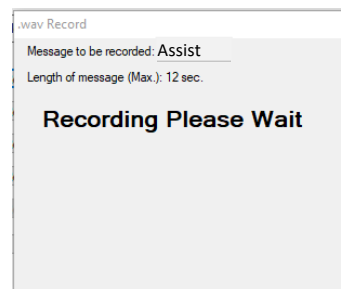 .wav Record
Message to be recorded: Assist
Length of message (Max.): 12 sec.
Recording Please Wait